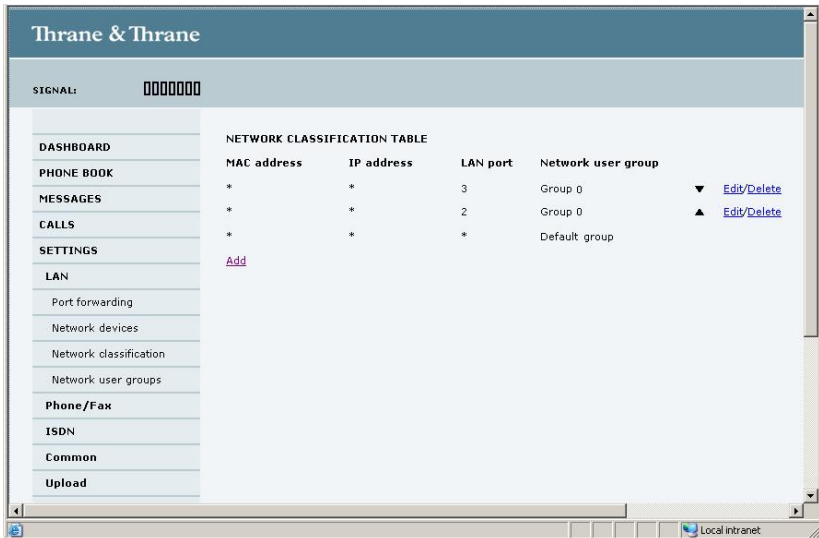 Thrane & Thrane
SIGNAL:
DASHBOARD
PHONE BOOK
MESSAGES
CALLS
SETTINGS
LAN
Port forwarding
Network devices
Network classification
Network user groups
Phone/Fax
ISDN
Common
Upload
NETWORK CLASSIFICATION TABLE
MAC address IP address LAN port Network user group
* * 3 Group 0 ▼ Edit/Delete
* * 2 Group 0 ▲ Edit/Delete
* * * Default group
Add
Local intranet